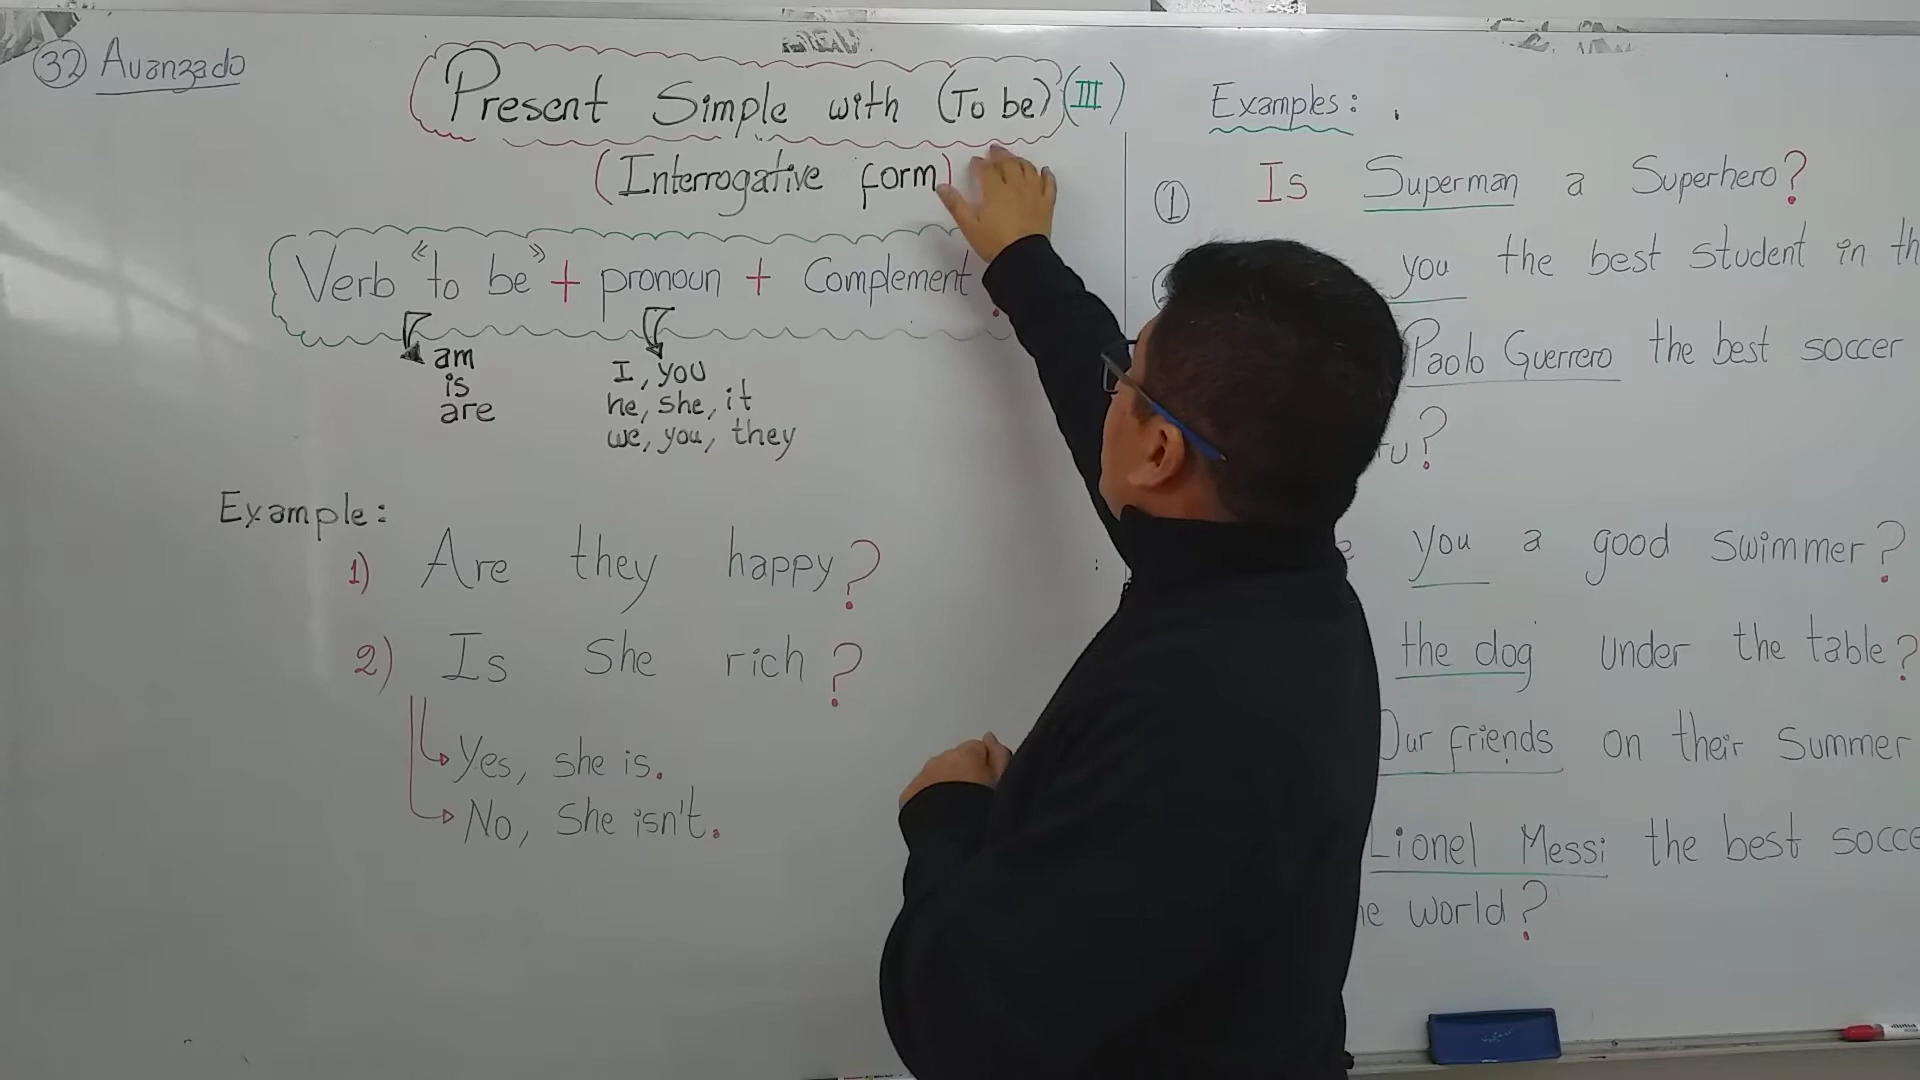 32 Avanzado
Present Simple with (To be) (III)
(Interrogative form)
Verb "to be" + pronoun + Complement
am
is
are
I, you
he, she, it
we, you, they
Example:
1) Are they happy?
2) Is She rich?
Yes, she is.
No, She isn't.
Examples:
1 Is Superman a Superhero?
you the best student in
Paolo Guerrero the best soccer
?
you a good swimmer?
the dog under the table?
Our friends on their Summer
Lionel Messi the best
world?